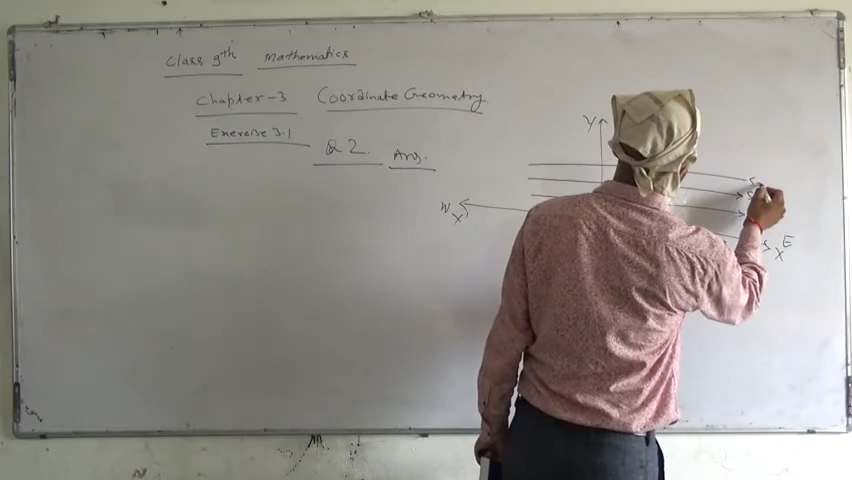 Class 9th Mathematics
Chapter-3 Coordinate Geometry
Exercise 3.1
Q 2. Ans.
Y
W
X
E
X